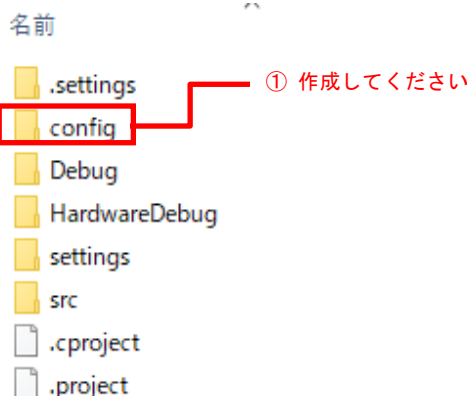 名前
.settings
① 作成してください
config
Debug
HardwareDebug
settings
src
.cproject
.project